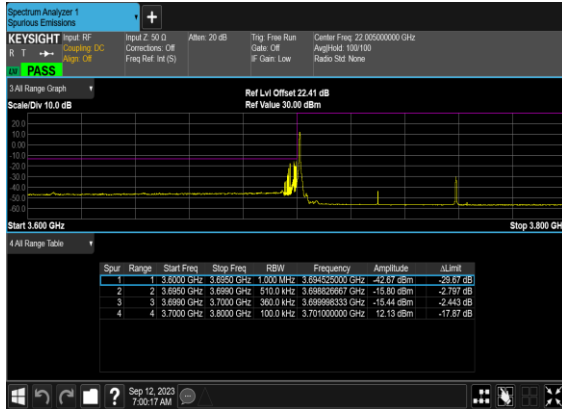 Spectrum Analyzer 1
Spurious Emissions
+
KEYSIGHT Input: RF Input Z: 50 Ω Atten: 20 dB Trig: Free Run Center Freq: 22.005000000 GHz
R T Coupling: DC Corrections: Off Gate: Off Avg|Hold: 100/100
Align: Off Freq Ref: Int (S) IF Gain: Low Radio Std: None
PASS
3 All Range Graph
Ref Lvl Offset 22.41 dB
Scale/Div 10.0 dB Ref Value 30.00 dBm
20.0
10.0
0.00
-10.0
-20.0
-30.0
-40.0
-50.0
-60.0
Start 3.600 GHz Stop 3.800 GH
4 All Range Table
Spur Range Start Freq Stop Freq RBW Frequency Amplitude ΔLimit
1 1 3.6000 GHz 3.6950 GHz 1.000 MHz 3.694525000 GHz -42.67 dBm -29.67 dB
2 2 3.6950 GHz 3.6990 GHz 510.0 kHz 3.698826667 GHz -15.80 dBm -2.797 dB
3 3 3.6990 GHz 3.7000 GHz 360.0 kHz 3.699998333 GHz -15.44 dBm -2.443 dB
4 4 3.7000 GHz 3.8000 GHz 100.0 kHz 3.701000000 GHz 12.13 dBm -17.87 dB
? Sep 12, 2023
7:00:17 AM